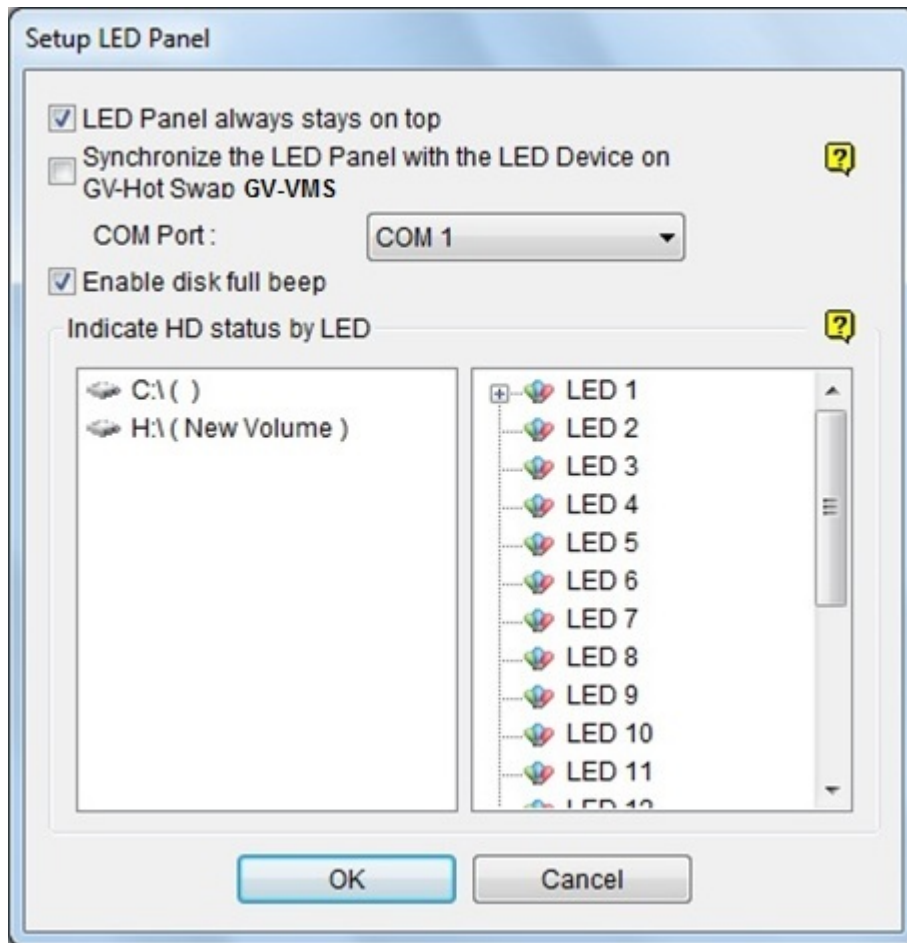 Setup LED Panel
LED Panel always stays on top
Synchronize the LED Panel with the LED Device on
GV-Hot Swap GV-VMS
COM Port :
COM 1
Enable disk full beep
Indicate HD status by LED
C:\ ( )
H:\ ( New Volume )
LED 1
LED 2
LED 3
LED 4
LED 5
LED 6
LED 7
LED 8
LED 9
LED 10
LED 11
LED 12
OK
Cancel